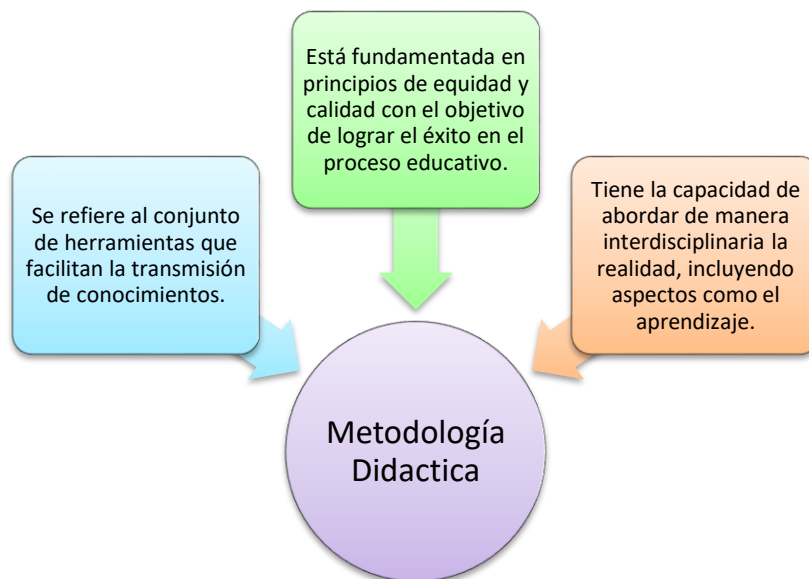 Está fundamentada en
principios de equidad y
calidad con el objetivo
de lograr el éxito en el
proceso educativo.
Se refiere al conjunto
de herramientas que
facilitan la transmisión
de conocimientos.
Tiene la capacidad de
abordar de manera
interdisciplinaria la
realidad, incluyendo
aspectos como el
aprendizaje.
Metodología
Didactica